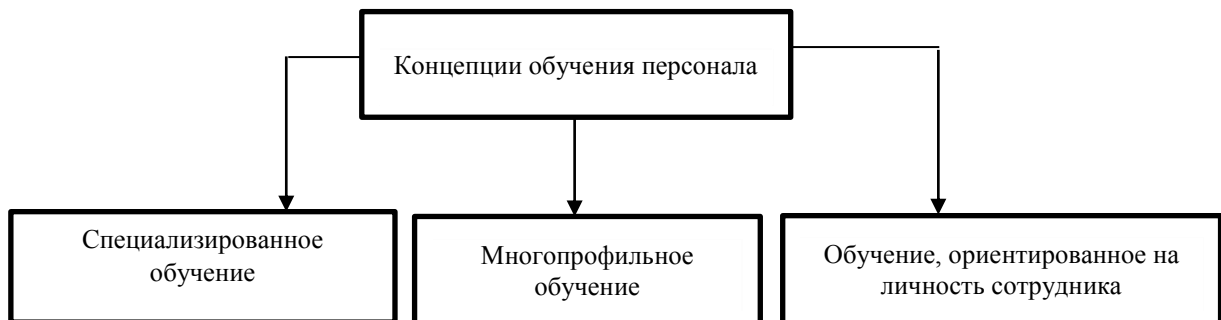 Концепции обучения персонала
Специализированное
обучение
Многопрофильное
обучение
Обучение, ориентированное на
личность сотрудника